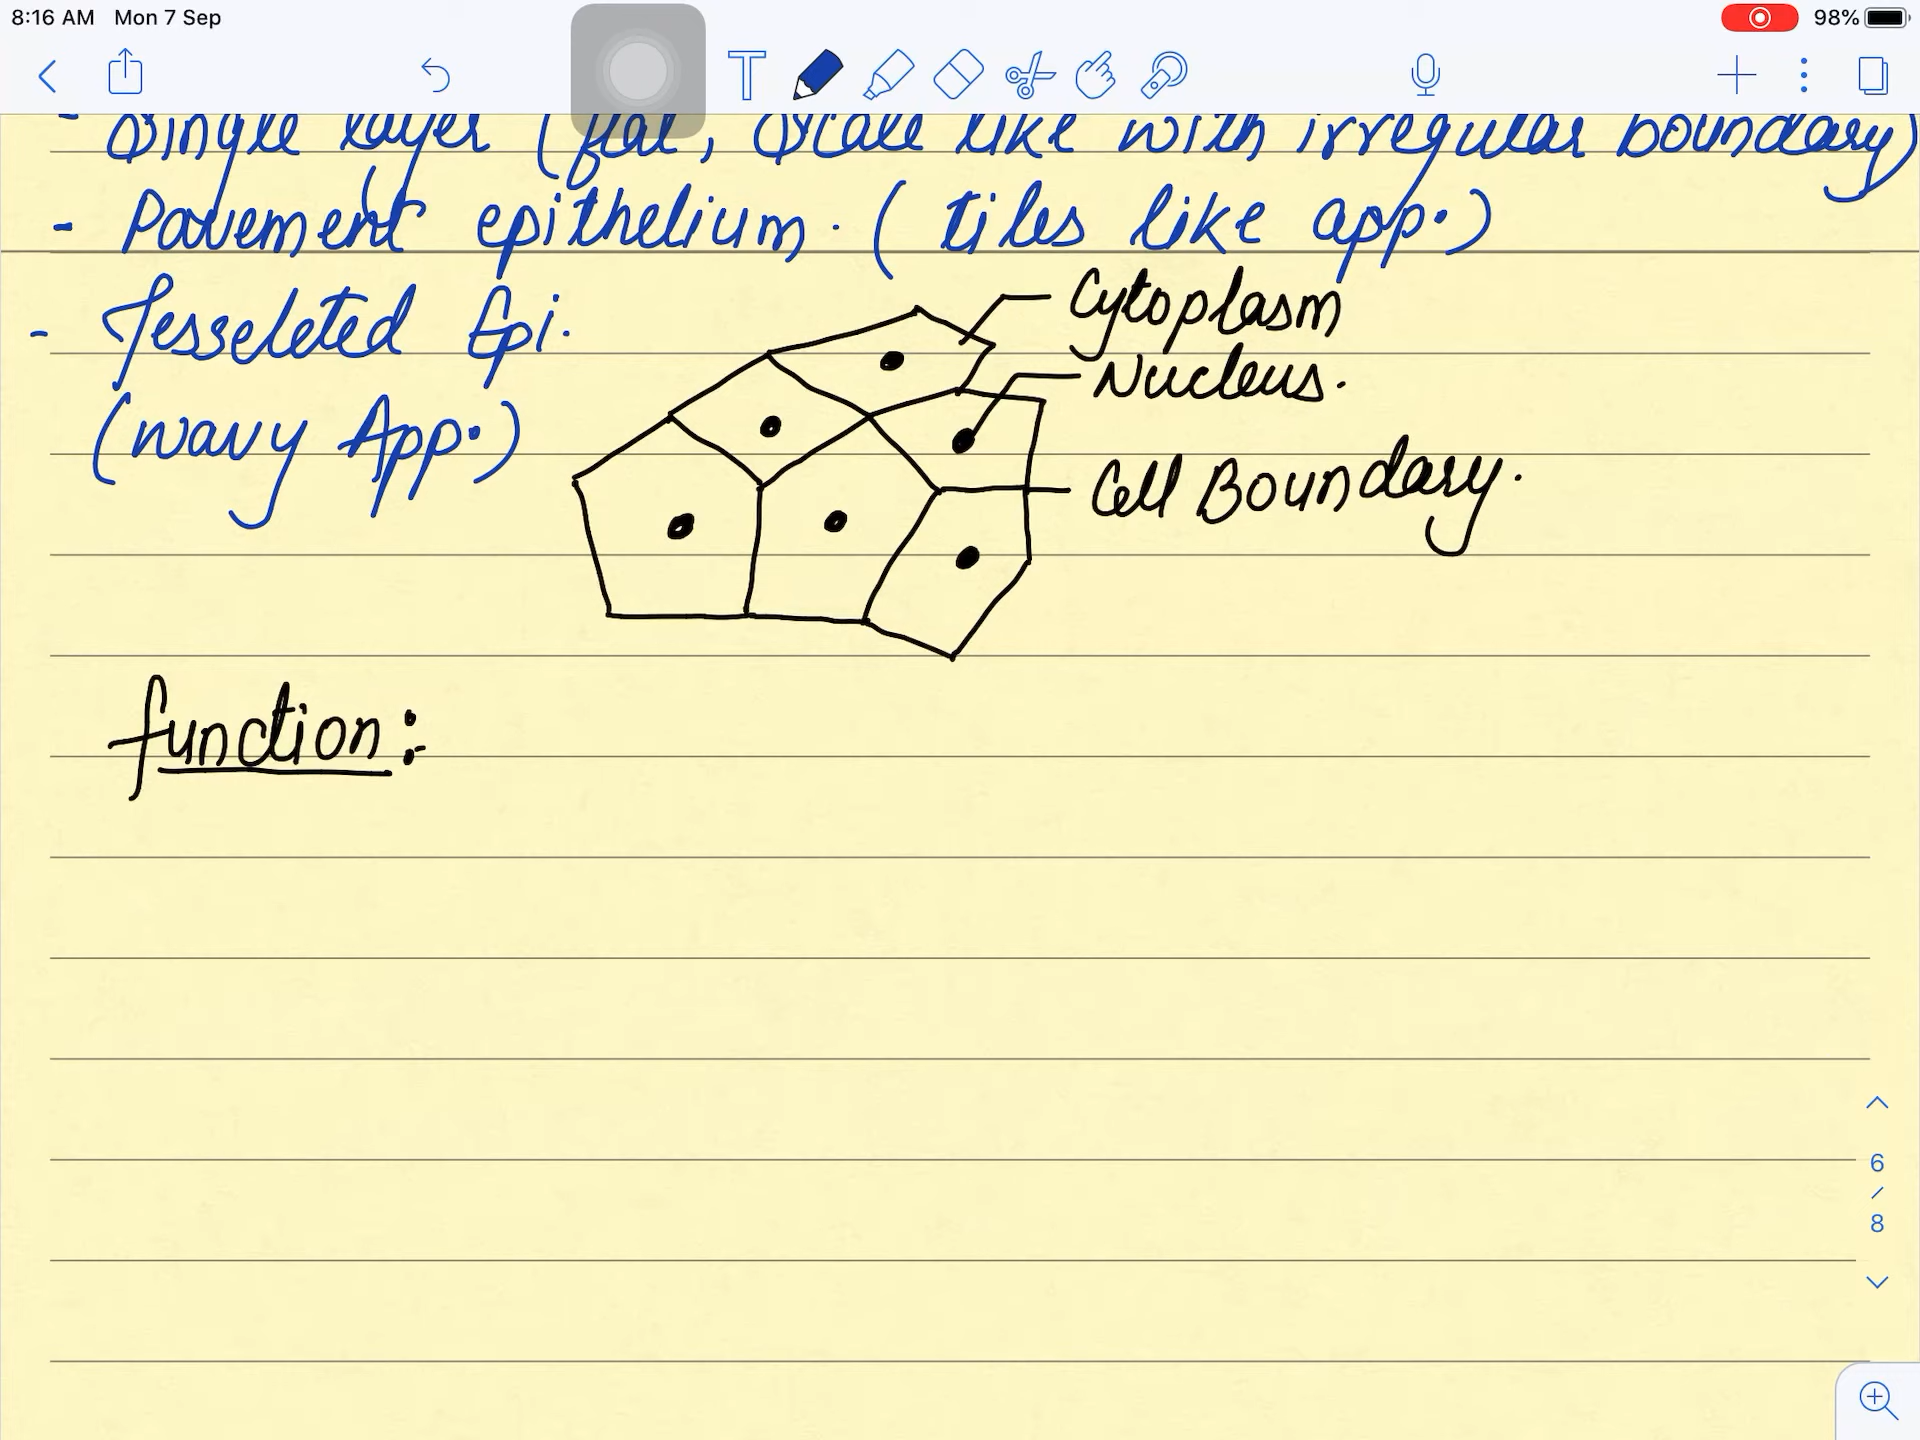 8:16 AM Mon 7 Sep
98%
T
- Single layer (flat, Scale like with irregular boundary)
- Pavement epithelium. (tiles like app.)
- Tesseleted Epi.
(wavy App.)
Cytoplasm
Nucleus.
Cell Boundary.
function:-
6
/
8